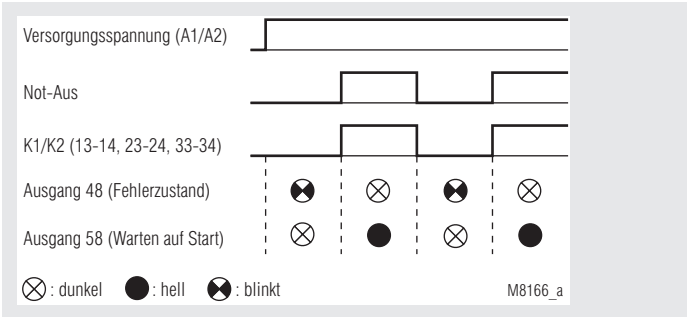 Versorgungsspannung (A1/A2)
Not-Aus
K1/K2 (13-14, 23-24, 33-34)
Ausgang 48 (Fehlerzustand)
Ausgang 58 (Warten auf Start)
: dunkel : hell : blinkt M8166_a